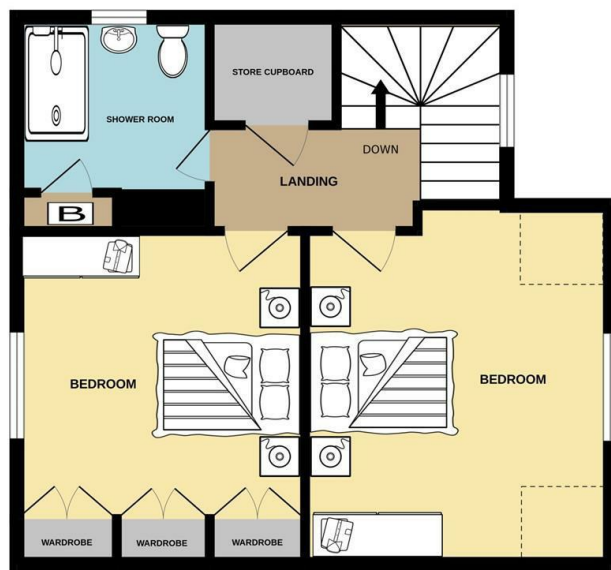 STORE CUPBOARD
SHOWER ROOM
DOWN
LANDING
B
BEDROOM
BEDROOM
WARDROBE
WARDROBE
WARDROBE